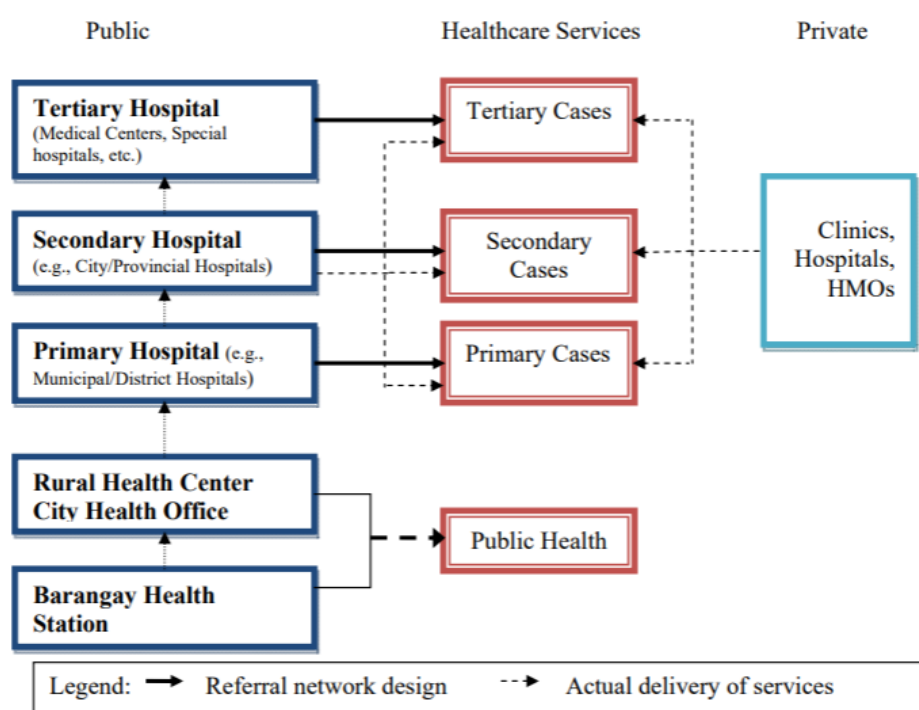 Public Healthcare Services Private
Tertiary Hospital
(Medical Centers, Special
hospitals, etc.)
Tertiary Cases
Secondary Hospital
(e.g., City/Provincial Hospitals)
Secondary
Cases
Clinics,
Hospitals,
HMOs
Primary Hospital (e.g.,
Municipal/District Hospitals)
Primary Cases
Rural Health Center
City Health Office
Public Health
Barangay Health
Station
Legend: Referral network design Actual delivery of services